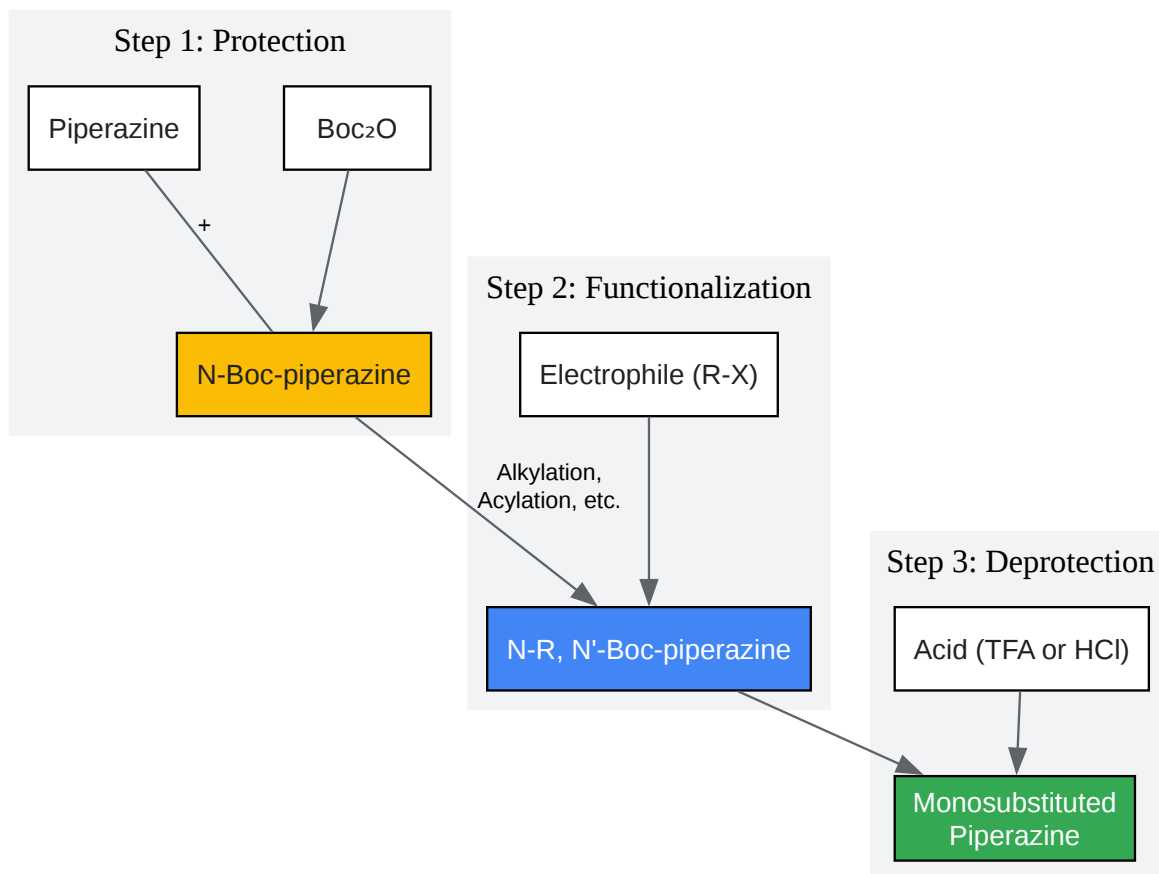 Step 1: Protection
Piperazine
Boc₂O
+
N-Boc-piperazine
Step 2: Functionalization
Electrophile (R-X)
Alkylation,
Acylation, etc.
N-R, N'-Boc-piperazine
Step 3: Deprotection
Acid (TFA or HCl)
Monosubstituted
Piperazine